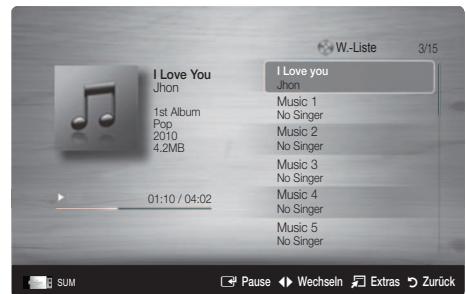 W.-Liste 3/15
I Love You
Jhon
1st Album
Pop
2010
4.2MB
01:10 / 04:02
I Love you
Jhon
Music 1
No Singer
Music 2
No Singer
Music 3
No Singer
Music 4
No Singer
Music 5
No Singer
SUM Pause Wechseln Extras Zurück